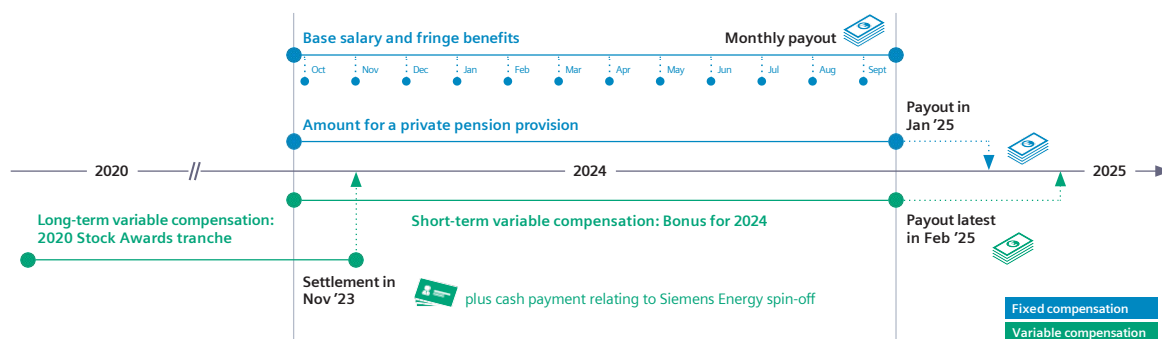 Base salary and fringe benefits
Monthly payout
Oct Nov Dec Jan Feb Mar Apr May Jun Jul Aug Sept
Amount for a private pension provision
Payout in
Jan ’25
2020 // 2024 2025
Long-term variable compensation:
2020 Stock Awards tranche
Short-term variable compensation: Bonus for 2024
Payout latest
in Feb ’25
Settlement in
Nov ’23
plus cash payment relating to Siemens Energy spin-off
Fixed compensation
Variable compensation